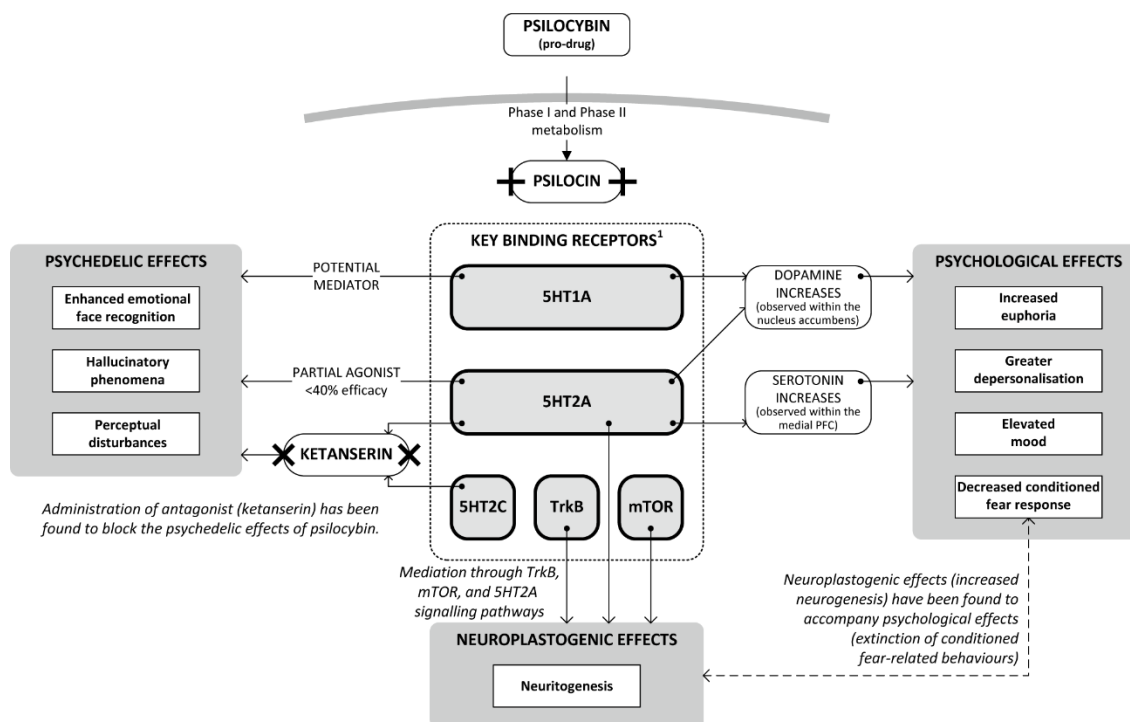 PSILOCYBIN
(pro-drug)
Phase I and Phase II
metabolism
PSILOCIN
KEY BINDING RECEPTORS¹
PSYCHEDELIC EFFECTS
Enhanced emotional
face recognition
Hallucinatory
phenomena
Perceptual
disturbances
POTENTIAL
MEDIATOR
PARTIAL AGONIST
<40% efficacy
KETANSERIN
Administration of antagonist (ketanserin) has been
found to block the psychedelic effects of psilocybin.
5HT1A
5HT2A
5HT2C
TrkB
mTOR
DOPAMINE
INCREASES
(observed within the
nucleus accumbens)
SEROTONIN
INCREASES
(observed within the
medial PFC)
PSYCHOLOGICAL EFFECTS
Increased
euphoria
Greater
depersonalisation
Elevated
mood
Decreased conditioned
fear response
Mediation through TrkB,
mTOR, and 5HT2A
signalling pathways
Neuroplastogenic effects (increased
neurogenesis) have been found to
accompany psychological effects
(extinction of conditioned
fear-related behaviours)
NEUROPLASTOGENIC EFFECTS
Neuritogenesis